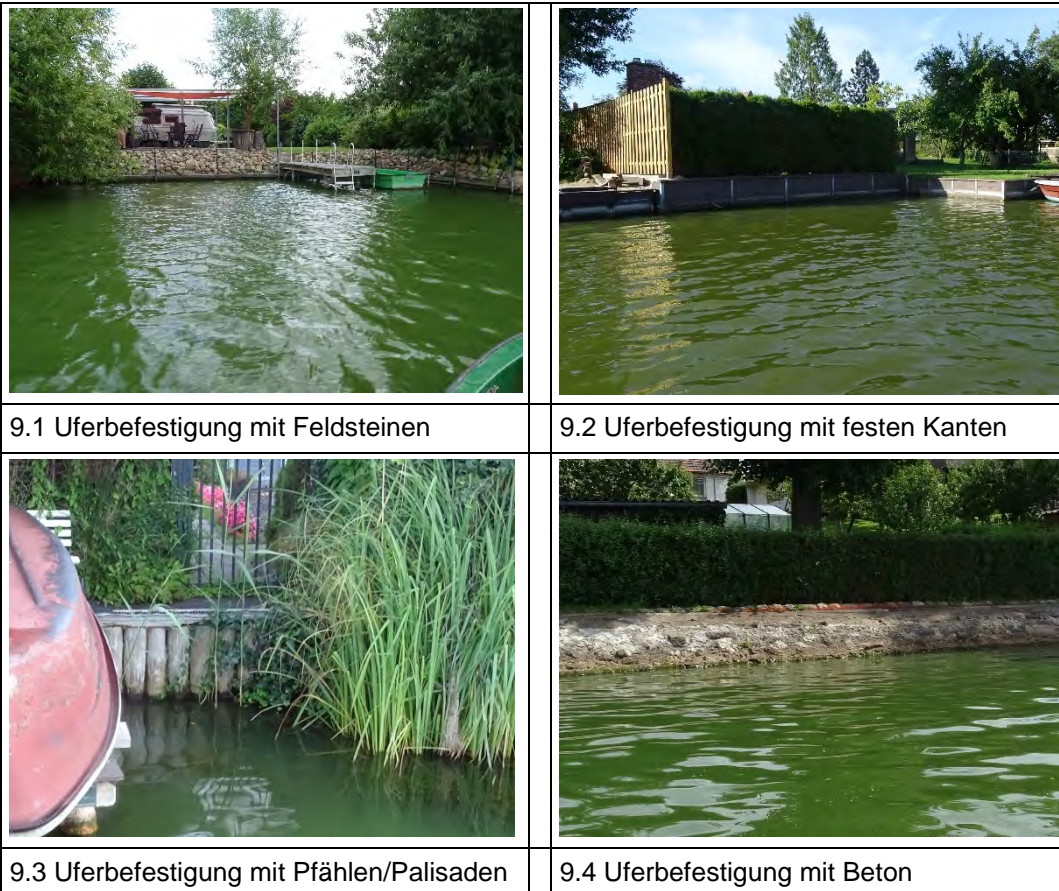 9.1 Uferbefestigung mit Feldsteinen
9.2 Uferbefestigung mit festen Kanten
9.3 Uferbefestigung mit Pfählen/Palisaden
9.4 Uferbefestigung mit Beton